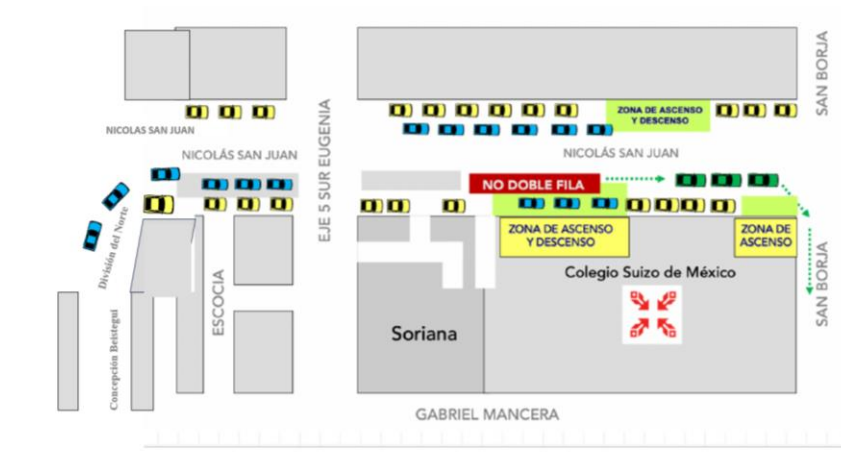 SAN BORJA
ZONA DE ASCENSO
Y DESCENSO
NICOLAS SAN JUAN
NICOLÁS SAN JUAN
EJE 5 SUR EUGENIA
NICOLÁS SAN JUAN
NO DOBLE FILA
División del Norte
ZONA DE ASCENSO
Y DESCENSO
ZONA DE
ASCENSO
Colegio Suizo de México
SAN BORJA
ESCOCIA
Concepción Beistegui
Soriana
GABRIEL MANCERA